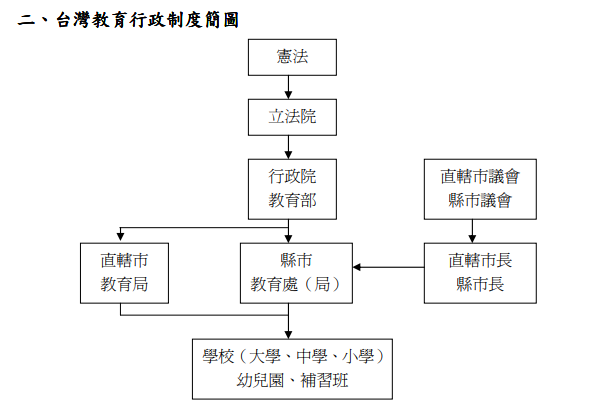 二、台灣教育行政制度簡圖
憲法
立法院
行政院
教育部
直轄市議會
縣市議會
直轄市
教育局
縣市
教育處（局）
直轄市長
縣市長
學校（大學、中學、小學）
幼兒園、補習班